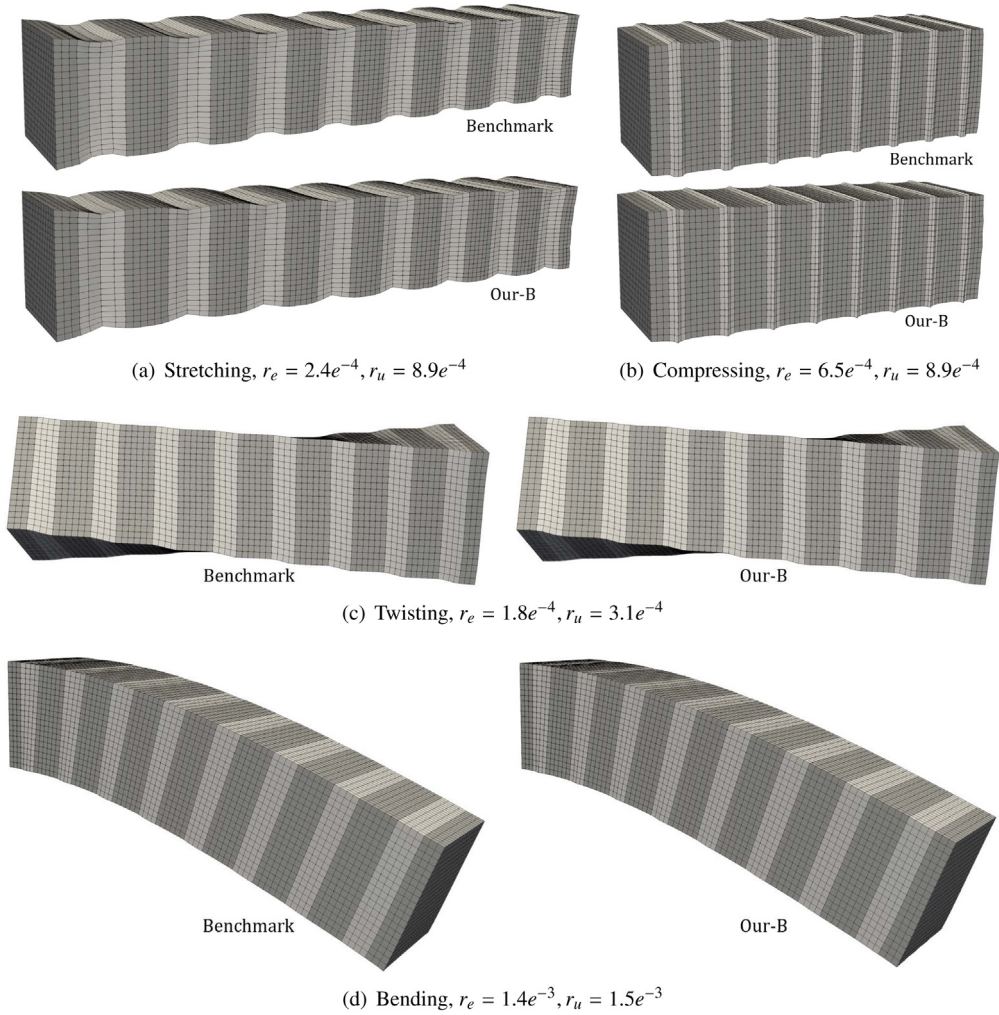 Benchmark
Benchmark
Our-B
Our-B
(a) Stretching, $r_e = 2.4e^{-4}, r_u = 8.9e^{-4}$
(b) Compressing, $r_e = 6.5e^{-4}, r_u = 8.9e^{-4}$
Benchmark
Our-B
(c) Twisting, $r_e = 1.8e^{-4}, r_u = 3.1e^{-4}$
Benchmark
Our-B
(d) Bending, $r_e = 1.4e^{-3}, r_u = 1.5e^{-3}$